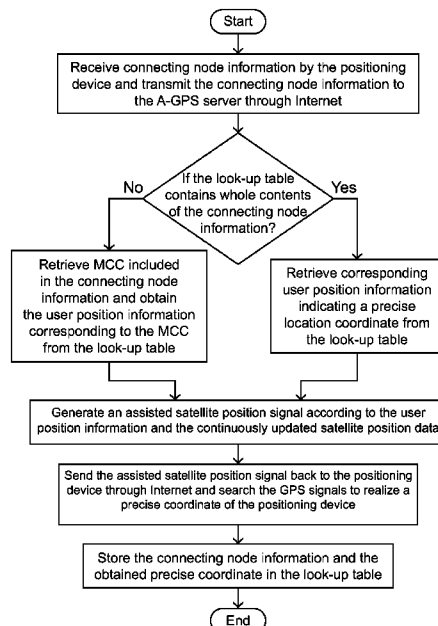 Start
Receive connecting node information by the positioning
device and transmit the connecting node information to
the A-GPS server through Internet
If the look-up table
contains whole contents
of the connecting node
information?
No
Yes
Retrieve MCC included
in the connecting node
information and obtain
the user position information
corresponding to the MCC
from the look-up table
Retrieve corresponding
user position information
indicating a precise
location coordinate from
the look-up table
Generate an assisted satellite position signal according to the user
position information and the continuously updated satellite position data
Send the assisted satellite position signal back to the positioning
device through Internet and search the GPS signals to realize a
precise coordinate of the positioning device
Store the connecting node information and the
obtained precise coordinate in the look-up table
End